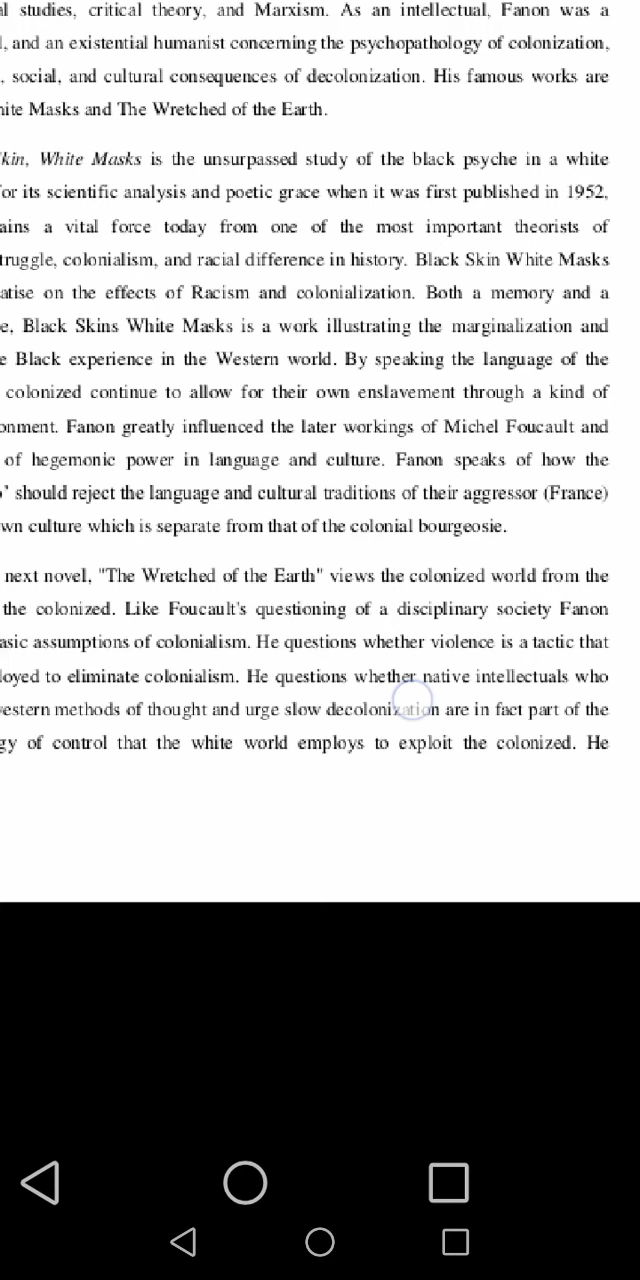 al studies, critical theory, and Marxism. As an intellectual, Fanon was a
l, and an existential humanist concerning the psychopathology of colonization,
, social, and cultural consequences of decolonization. His famous works are
hite Masks and The Wretched of the Earth.
kin, White Masks is the unsurpassed study of the black psyche in a white
for its scientific analysis and poetic grace when it was first published in 1952,
ains a vital force today from one of the most important theorists of
truggle, colonialism, and racial difference in history. Black Skin White Masks
atise on the effects of Racism and colonialization. Both a memory and a
e, Black Skins White Masks is a work illustrating the marginalization and
e Black experience in the Western world. By speaking the language of the
colonized continue to allow for their own enslavement through a kind of
onment. Fanon greatly influenced the later workings of Michel Foucault and
of hegemonic power in language and culture. Fanon speaks of how the
o' should reject the language and cultural traditions of their aggressor (France)
wn culture which is separate from that of the colonial bourgeosie.
next novel, "The Wretched of the Earth" views the colonized world from the
the colonized. Like Foucault's questioning of a disciplinary society Fanon
asic assumptions of colonialism. He questions whether violence is a tactic that
loyed to eliminate colonialism. He questions whether native intellectuals who
western methods of thought and urge slow decolonization are in fact part of the
gy of control that the white world employs to exploit the colonized. He